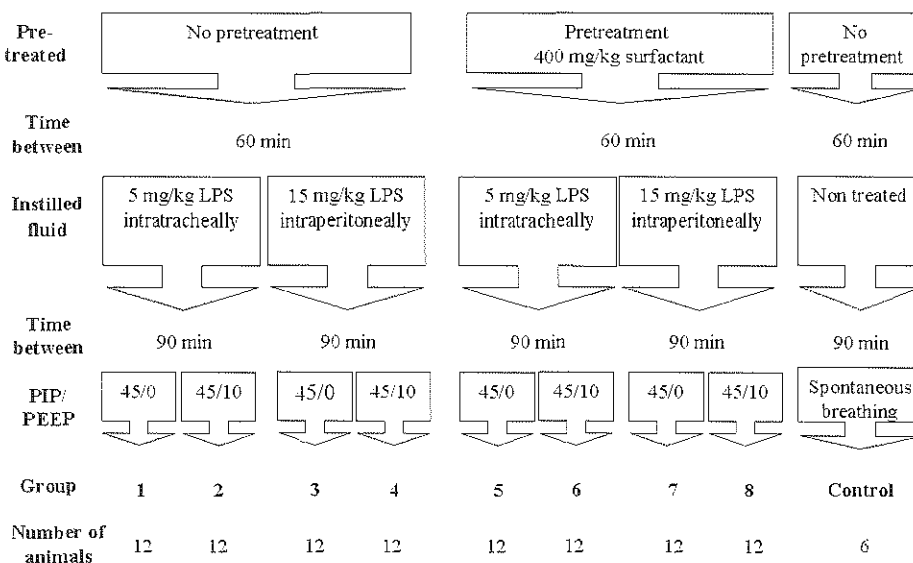 Pre-
treated
No pretreatment
Pretreatment
400 mg/kg surfactant
No
pretreatment
Time
between
60 min
60 min
60 min
Instilled
fluid
5 mg/kg LPS
intratracheally
15 mg/kg LPS
intraperitoneally
5 mg/kg LPS
intratracheally
15 mg/kg LPS
intraperitoneally
Non treated
Time
between
90 min
90 min
90 min
90 min
90 min
PIP/
PEEP
45/0
45/10
45/0
45/10
45/0
45/10
45/0
45/10
Spontaneous
breathing
Group
1
2
3
4
5
6
7
8
Control
Number of
animals
12
12
12
12
12
12
12
12
6